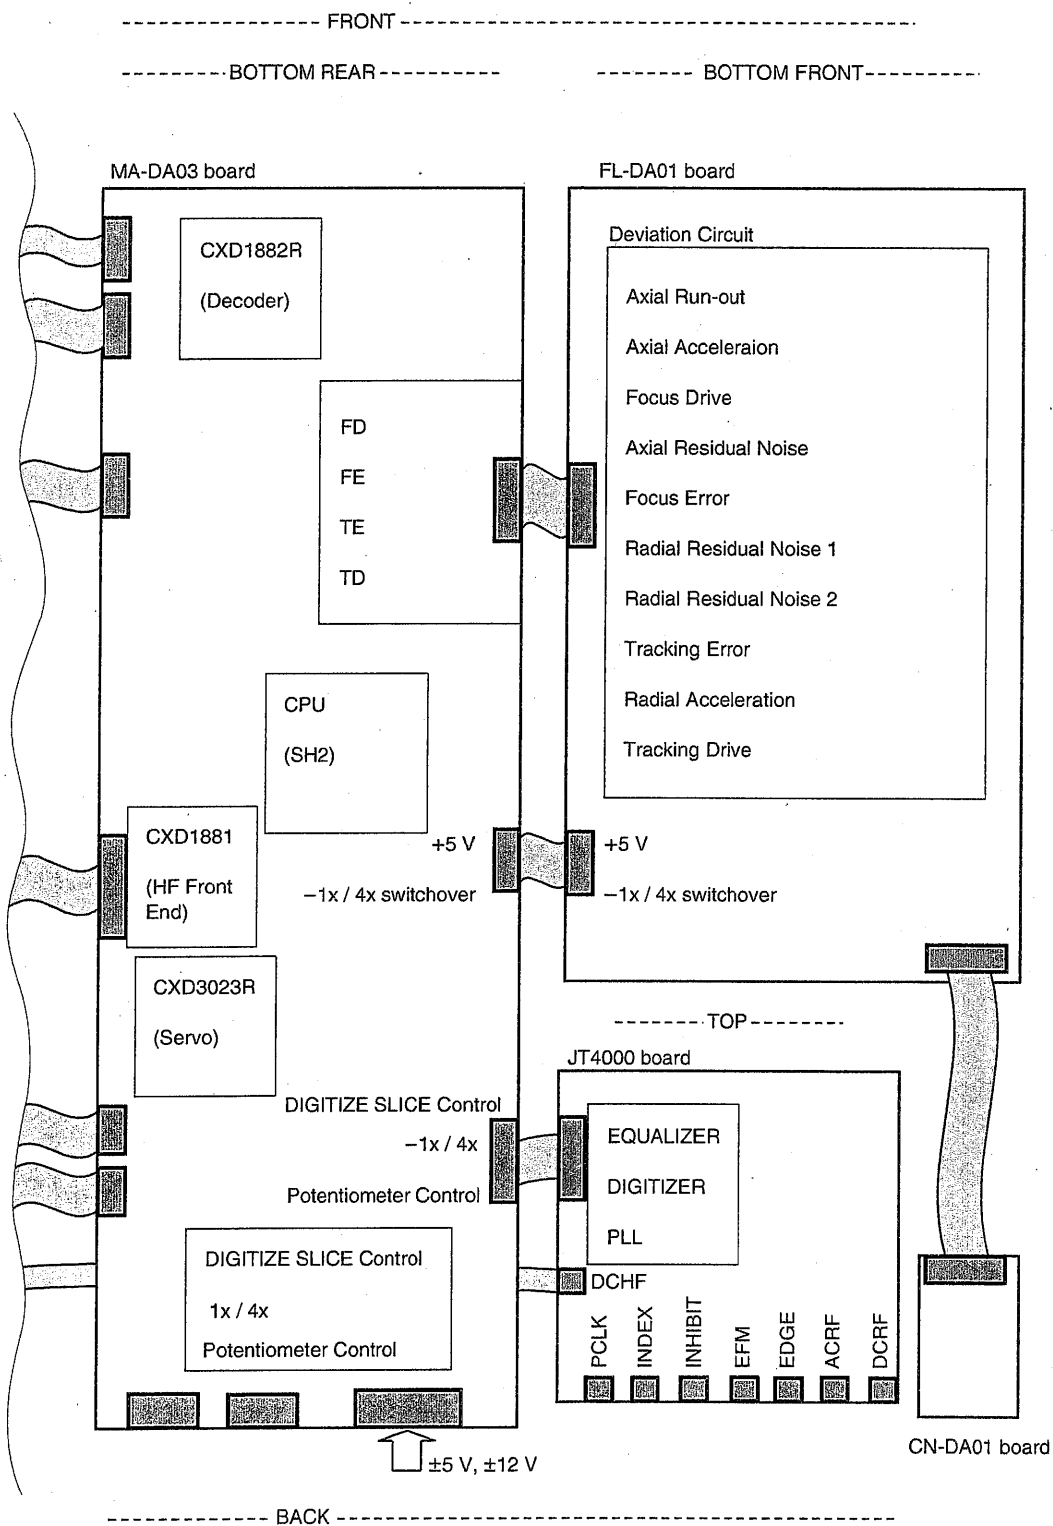 FRONT
BOTTOM REAR
BOTTOM FRONT
MA-DA03 board
CXD1882R
(Decoder)
FD
FE
TE
TD
CPU
(SH2)
+5 V
–1x / 4x switchover
CXD1881
(HF Front
End)
CXD3023R
(Servo)
DIGITIZE SLICE Control
–1x / 4x
Potentiometer Control
DIGITIZE SLICE Control
1x / 4x
Potentiometer Control
±5 V, ±12 V
FL-DA01 board
Deviation Circuit
Axial Run-out
Axial Acceleraion
Focus Drive
Axial Residual Noise
Focus Error
Radial Residual Noise 1
Radial Residual Noise 2
Tracking Error
Radial Acceleration
Tracking Drive
+5 V
–1x / 4x switchover
TOP
JT4000 board
EQUALIZER
DIGITIZER
PLL
DCHF
PCLK
INDEX
INHIBIT
EFM
EDGE
ACRF
DCRF
CN-DA01 board
BACK